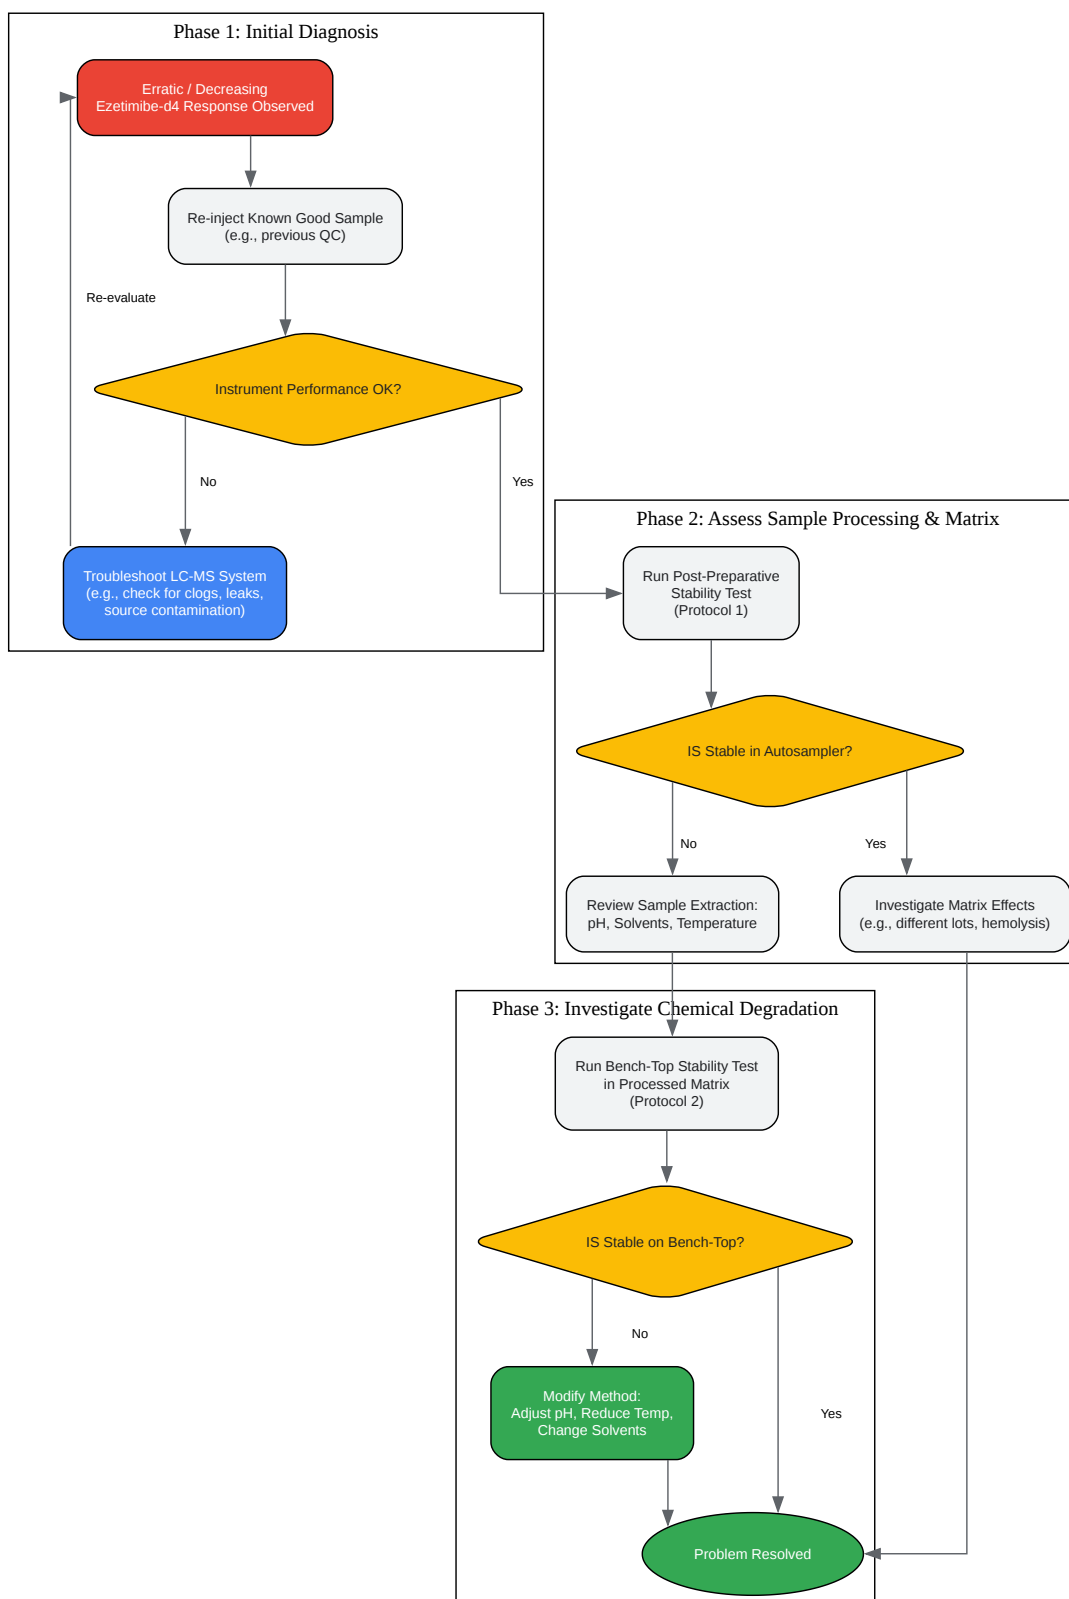 Phase 1: Initial Diagnosis
Erratic / Decreasing
Ezetimibe-d4 Response Observed
Re-inject Known Good Sample
(e.g., previous QC)
Re-evaluate
Instrument Performance OK?
No
Yes
Troubleshoot LC-MS System
(e.g., check for clogs, leaks,
source contamination)
Phase 2: Assess Sample Processing & Matrix
Run Post-Preparative
Stability Test
(Protocol 1)
IS Stable in Autosampler?
No
Yes
Review Sample Extraction:
pH, Solvents, Temperature
Investigate Matrix Effects
(e.g., different lots, hemolysis)
Phase 3: Investigate Chemical Degradation
Run Bench-Top Stability Test
in Processed Matrix
(Protocol 2)
IS Stable on Bench-Top?
No
Modify Method:
Adjust pH, Reduce Temp,
Change Solvents
Yes
Problem Resolved